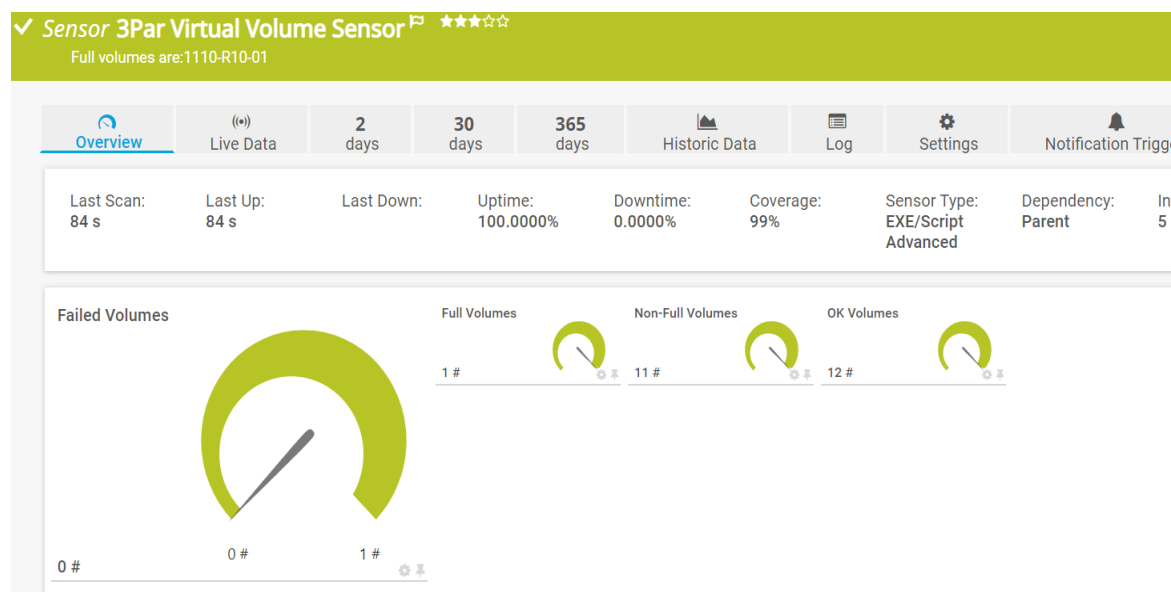 Sensor 3Par Virtual Volume Sensor
Full volumes are:1110-R10-01
Overview
Live Data
2 days
30 days
365 days
Historic Data
Log
Settings
Notification Trigge
Last Scan:
84 s
Last Up:
84 s
Last Down:
Uptime:
100.0000%
Downtime:
0.0000%
Coverage:
99%
Sensor Type:
EXE/Script
Advanced
Dependency:
Parent
In
5
Failed Volumes
0 #
1 #
0 #
Full Volumes
1 #
Non-Full Volumes
11 #
OK Volumes
12 #